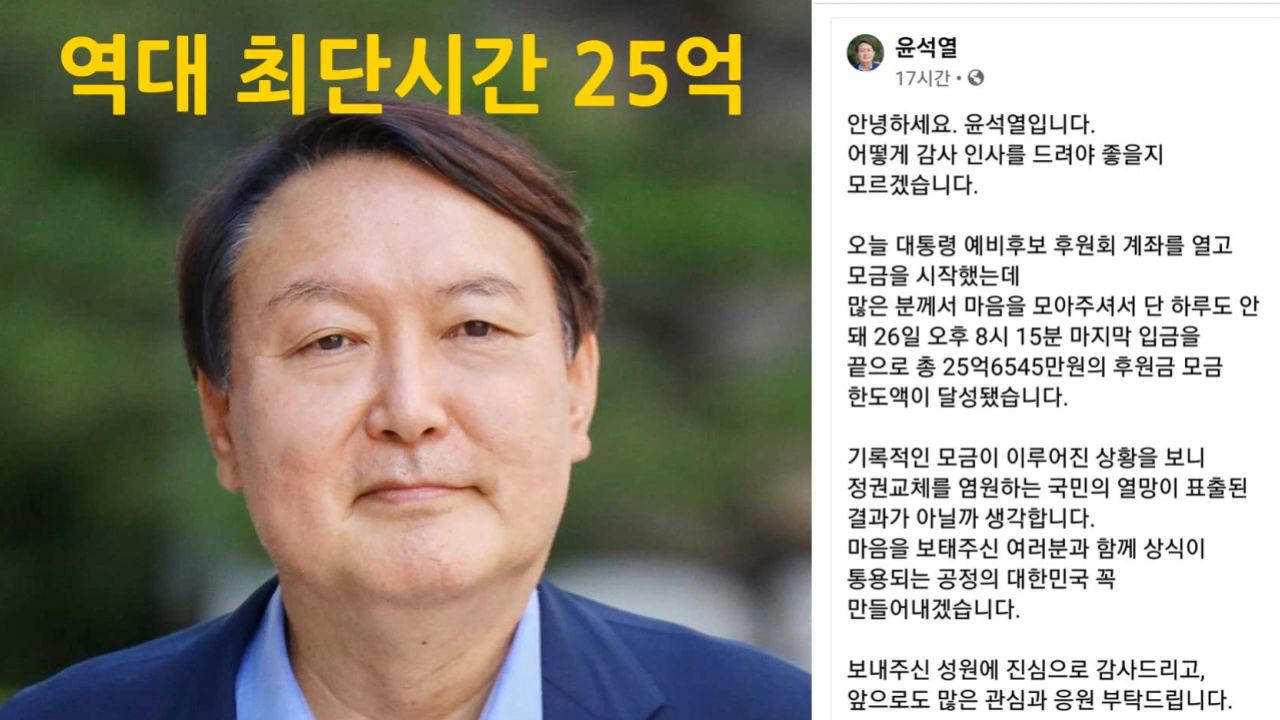 역대 최단시간 25억
윤석열
17시간 •
안녕하세요. 윤석열입니다.
어떻게 감사 인사를 드려야 좋을지
모르겠습니다.
오늘 대통령 예비후보 후원회 계좌를 열고
모금을 시작했는데
많은 분께서 마음을 모아주셔서 단 하루도 안
돼 26일 오후 8시 15분 마지막 입금을
끝으로 총 25억6545만원의 후원금 모금
한도액이 달성됐습니다.
기록적인 모금이 이루어진 상황을 보니
정권교체를 염원하는 국민의 열망이 표출된
결과가 아닐까 생각합니다.
마음을 보태주신 여러분과 함께 상식이
통용되는 공정의 대한민국 꼭
만들어내겠습니다.
보내주신 성원에 진심으로 감사드리고,
앞으로도 많은 관심과 응원 부탁드립니다.